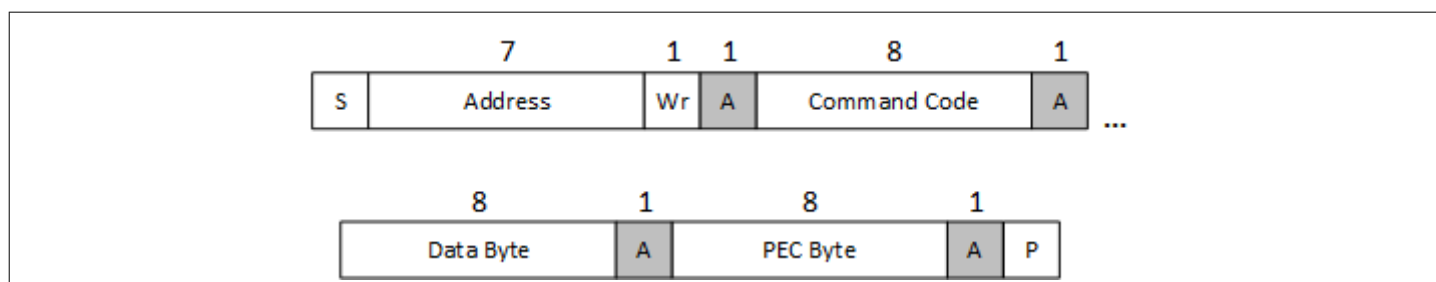 7 1 1 8 1
S Address Wr A Command Code A ...
8 1 8 1
Data Byte A PEC Byte A P